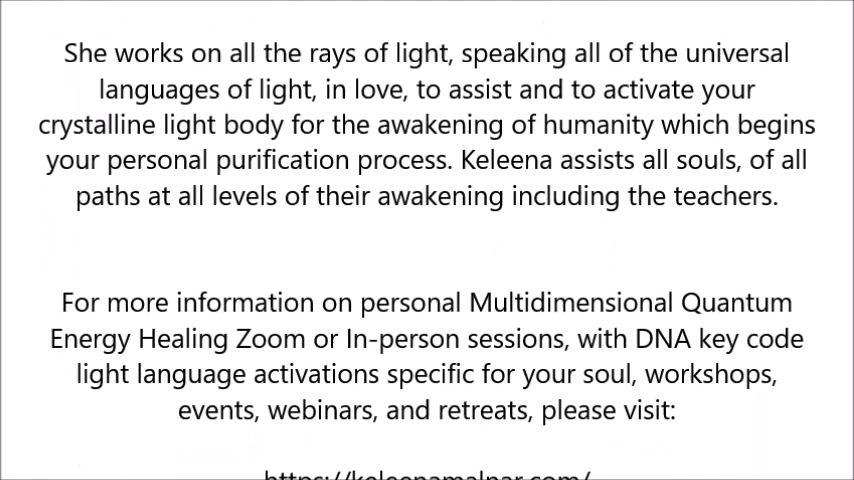 She works on all the rays of light, speaking all of the universal
languages of light, in love, to assist and to activate your
crystalline light body for the awakening of humanity which begins
your personal purification process. Keleena assists all souls, of all
paths at all levels of their awakening including the teachers.
For more information on personal Multidimensional Quantum
Energy Healing Zoom or In-person sessions, with DNA key code
light language activations specific for your soul, workshops,
events, webinars, and retreats, please visit:
https://keleenamalnar.com/